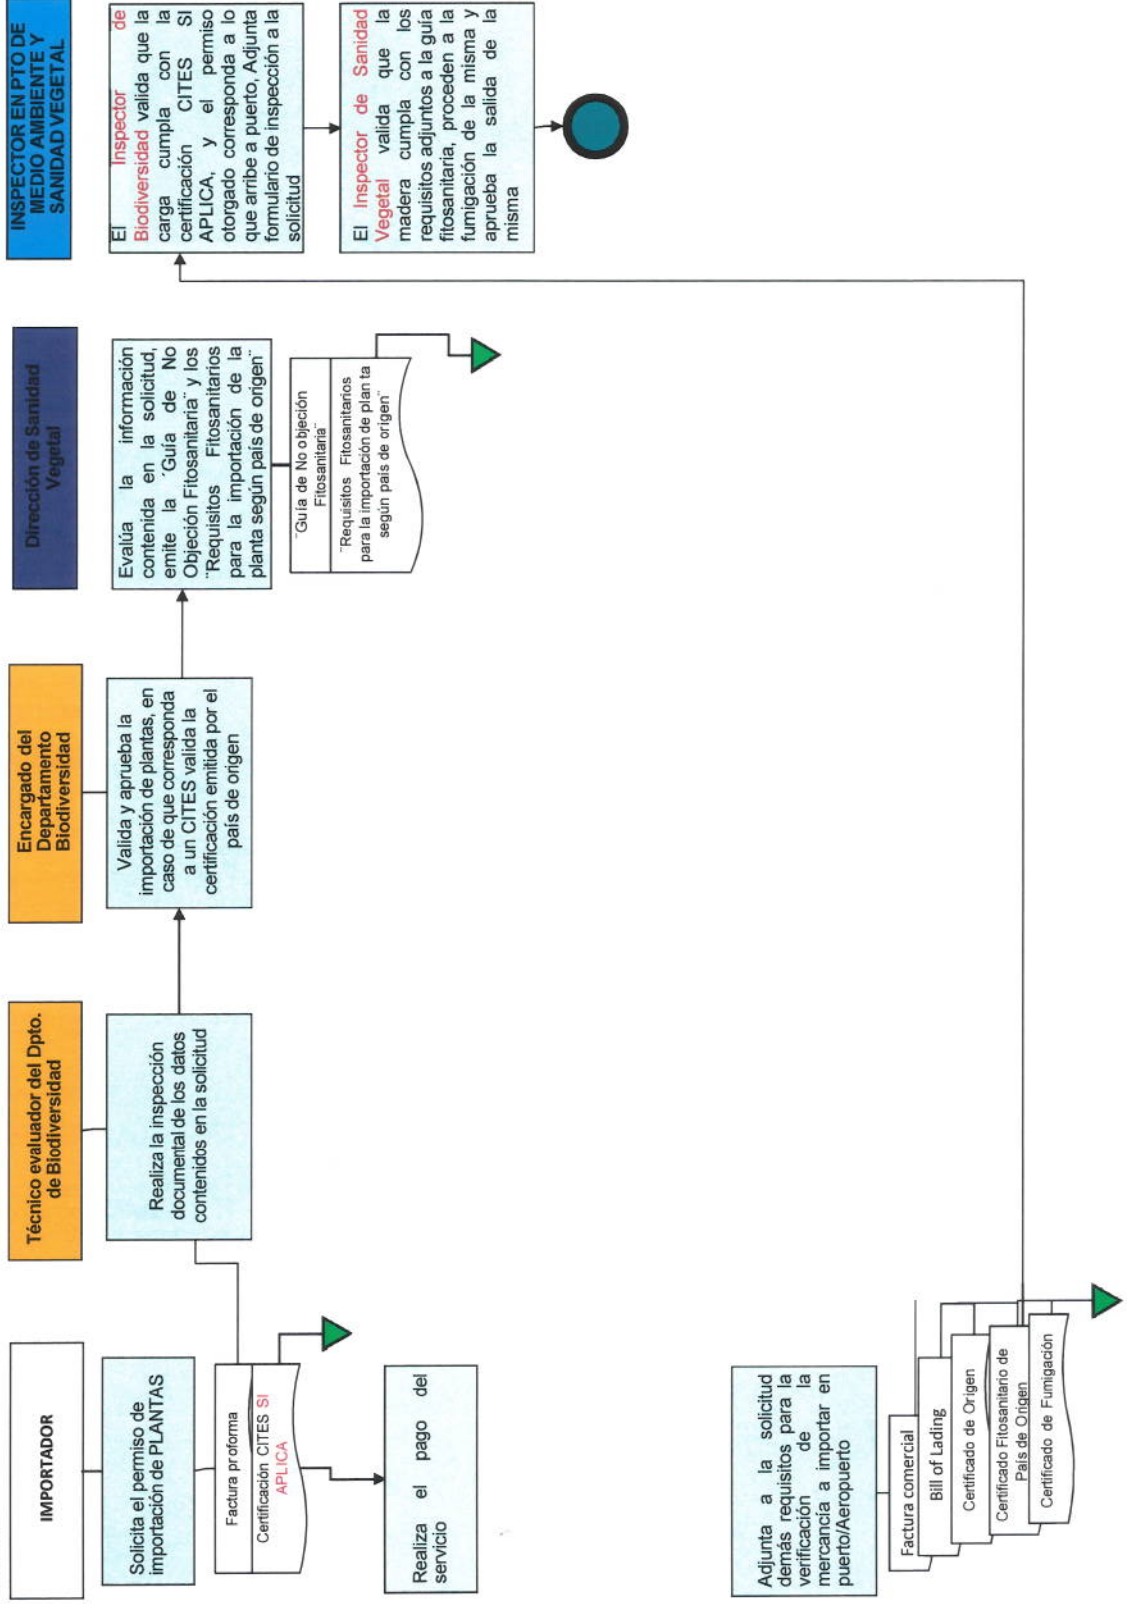 IMPORTADOR
Solicita el permiso de
importación de PLANTAS
Factura proforma
Certificación CITES SI
APLICA
Realiza el pago del
servicio
Adjunta a la solicitud
demás requisitos para la
verificación de la
mercancía a importar en
puerto/Aeropuerto
Factura comercial
Bill of Lading
Certificado de Origen
Certificado Fitosanitario de
País de Origen
Certificado de Fumigación
Técnico evaluador del Dpto.
de Biodiversidad
Realiza la inspección
documental de los datos
contenidos en la solicitud
Encargado del
Departamento
Biodiversidad
Valida y aprueba la
importación de plantas, en
caso de que corresponda
a un CITES valida la
certificación emitida por el
país de origen
Dirección de Sanidad
Vegetal
Evalúa la información
contenida en la solicitud,
emite la ´Guía de No
Objeción Fitosanitaria¨ y los
¨Requisitos Fitosanitarios
para la importación de la
planta según país de origen¨
¨Guía de No objeción
Fitosanitaria¨
¨Requisitos Fitosanitarios
para la importación de plan ta
según país de origen¨
INSPECTOR EN PTO DE
MEDIO AMBIENTE Y
SANIDAD VEGETAL
El Inspector de
Biodiversidad valida que la
carga cumpla con la
certificación CITES SI
APLICA, y el permiso
otorgado corresponda a lo
que arribe a puerto, Adjunta
formulario de inspección a la
solicitud
El Inspector de Sanidad
Vegetal valida que la
madera cumpla con los
requisitos adjuntos a la guía
fitosanitaria, proceden a la
fumigación de la misma y
aprueba la salida de la
misma